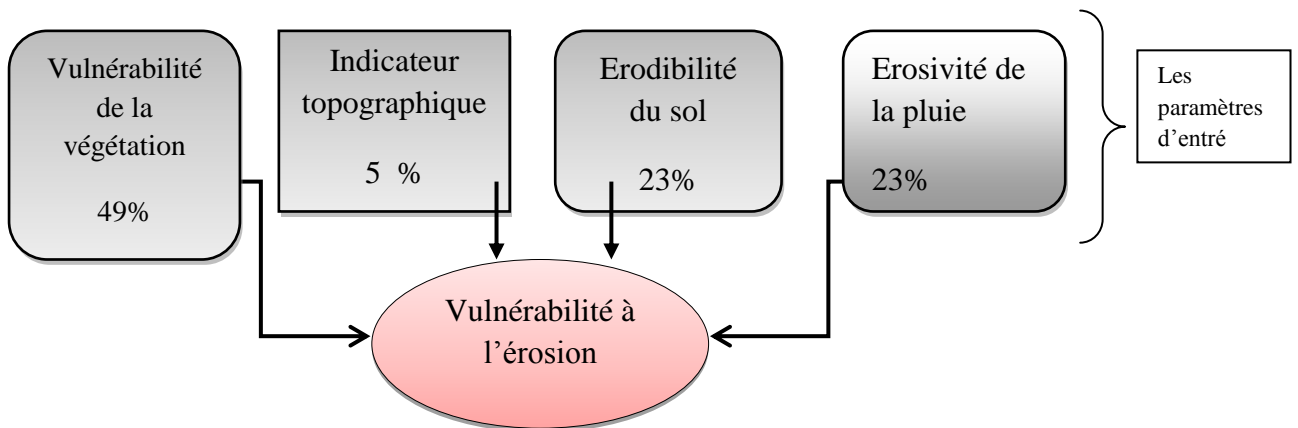 Vulnérabilité
de la
végétation
49%
Indicateur
topographique
5 %
Erodibilité
du sol
23%
Erosivité de
la pluie
23%
Les
paramètres
d’entré
Vulnérabilité à
l’érosion